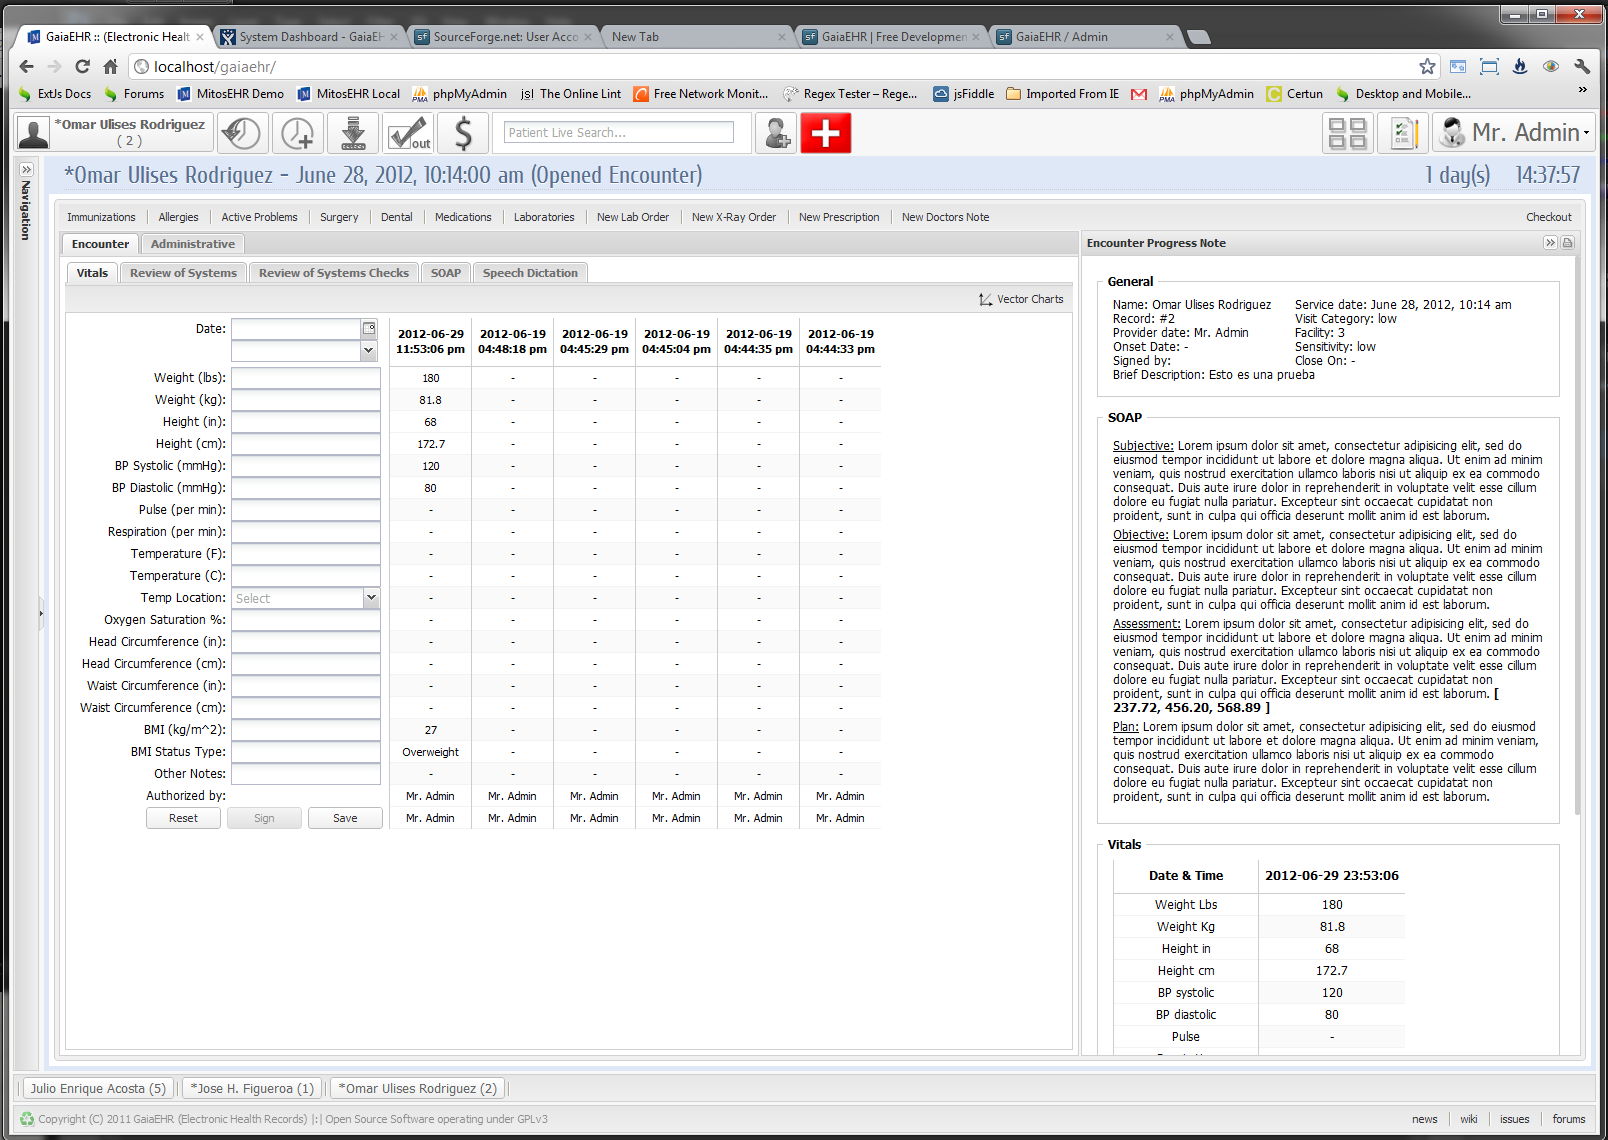 GaiaEHR :: (Electronic Healt
System Dashboard - GaiaEH
SourceForge.net: User Acco
New Tab
GaiaEHR | Free Developmen
GaiaEHR / Admin
localhost/gaiaehr/
ExtJs Docs
Forums
MitosEHR Demo
MitosEHR Local
phpMyAdmin
js! The Online Lint
Free Network Monit...
Regex Tester – Rege...
jsFiddle
Imported From IE
phpMyAdmin
Certun
Desktop and Mobile...
*Omar Ulises Rodriguez
( 2 )
out
Patient Live Search...
Mr. Admin
Navigation
*Omar Ulises Rodriguez - June 28, 2012, 10:14:00 am (Opened Encounter)
1 day(s) 14:37:57
Immunizations
Allergies
Active Problems
Surgery
Dental
Medications
Laboratories
New Lab Order
New X-Ray Order
New Prescription
New Doctors Note
Checkout
Encounter
Administrative
Vitals
Review of Systems
Review of Systems Checks
SOAP
Speech Dictation
Vector Charts
Date: 2012-06-29 2012-06-19 2012-06-19 2012-06-19 2012-06-19 2012-06-19
11:53:06 pm 04:48:18 pm 04:45:29 pm 04:45:04 pm 04:44:35 pm 04:44:33 pm
Weight (lbs): 180 - - - - -
Weight (kg): 81.8 - - - - -
Height (in): 68 - - - - -
Height (cm): 172.7 - - - - -
BP Systolic (mmHg): 120 - - - - -
BP Diastolic (mmHg): 80 - - - - -
Pulse (per min): - - - - - -
Respiration (per min): - - - - - -
Temperature (F): - - - - - -
Temperature (C): - - - - - -
Temp Location: Select - - - - - -
Oxygen Saturation %: - - - - - -
Head Circumference (in): - - - - - -
Head Circumference (cm): - - - - - -
Waist Circumference (in): - - - - - -
Waist Circumference (cm): - - - - - -
BMI (kg/m^2): 27 - - - - -
BMI Status Type: Overweight - - - - -
Other Notes: - - - - - -
Authorized by: Mr. Admin Mr. Admin Mr. Admin Mr. Admin Mr. Admin Mr. Admin
Reset Sign Save Mr. Admin Mr. Admin Mr. Admin Mr. Admin Mr. Admin Mr. Admin
Encounter Progress Note
General
Name: Omar Ulises Rodriguez Service date: June 28, 2012, 10:14 am
Record: #2 Visit Category: low
Provider date: Mr. Admin Facility: 3
Onset Date: - Sensitivity: low
Signed by: Close On: -
Brief Description: Esto es una prueba
SOAP
Subjective: Lorem ipsum dolor sit amet, consectetur adipisicing elit, sed do
eiusmod tempor incididunt ut labore et dolore magna aliqua. Ut enim ad minim
veniam, quis nostrud exercitation ullamco laboris nisi ut aliquip ex ea commodo
consequat. Duis aute irure dolor in reprehenderit in voluptate velit esse cillum
dolore eu fugiat nulla pariatur. Excepteur sint occaecat cupidatat non
proident, sunt in culpa qui officia deserunt mollit anim id est laborum.
Objective: Lorem ipsum dolor sit amet, consectetur adipisicing elit, sed do
eiusmod tempor incididunt ut labore et dolore magna aliqua. Ut enim ad minim
veniam, quis nostrud exercitation ullamco laboris nisi ut aliquip ex ea commodo
consequat. Duis aute irure dolor in reprehenderit in voluptate velit esse cillum
dolore eu fugiat nulla pariatur. Excepteur sint occaecat cupidatat non
proident, sunt in culpa qui officia deserunt mollit anim id est laborum.
Assessment: Lorem ipsum dolor sit amet, consectetur adipisicing elit, sed do
eiusmod tempor incididunt ut labore et dolore magna aliqua. Ut enim ad minim
veniam, quis nostrud exercitation ullamco laboris nisi ut aliquip ex ea commodo
consequat. Duis aute irure dolor in reprehenderit in voluptate velit esse cillum
dolore eu fugiat nulla pariatur. Excepteur sint occaecat cupidatat non
proident, sunt in culpa qui officia deserunt mollit anim id est laborum. [
237.72, 456.20, 568.89 ]
Plan: Lorem ipsum dolor sit amet, consectetur adipisicing elit, sed do eiusmod
tempor incididunt ut labore et dolore magna aliqua. Ut enim ad minim veniam,
quis nostrud exercitation ullamco laboris nisi ut aliquip ex ea commodo
consequat. Duis aute irure dolor in reprehenderit in voluptate velit esse cillum
dolore eu fugiat nulla pariatur. Excepteur sint occaecat cupidatat non
proident, sunt in culpa qui officia deserunt mollit anim id est laborum.
Vitals
Date & Time 2012-06-29 23:53:06
Weight Lbs 180
Weight Kg 81.8
Height in 68
Height cm 172.7
BP systolic 120
BP diastolic 80
Pulse -
Julio Enrique Acosta (5)
*Jose H. Figueroa (1)
*Omar Ulises Rodriguez (2)
Copyright (C) 2011 GaiaEHR (Electronic Health Records) |:| Open Source Software operating under GPLv3
news
wiki
issues
forums